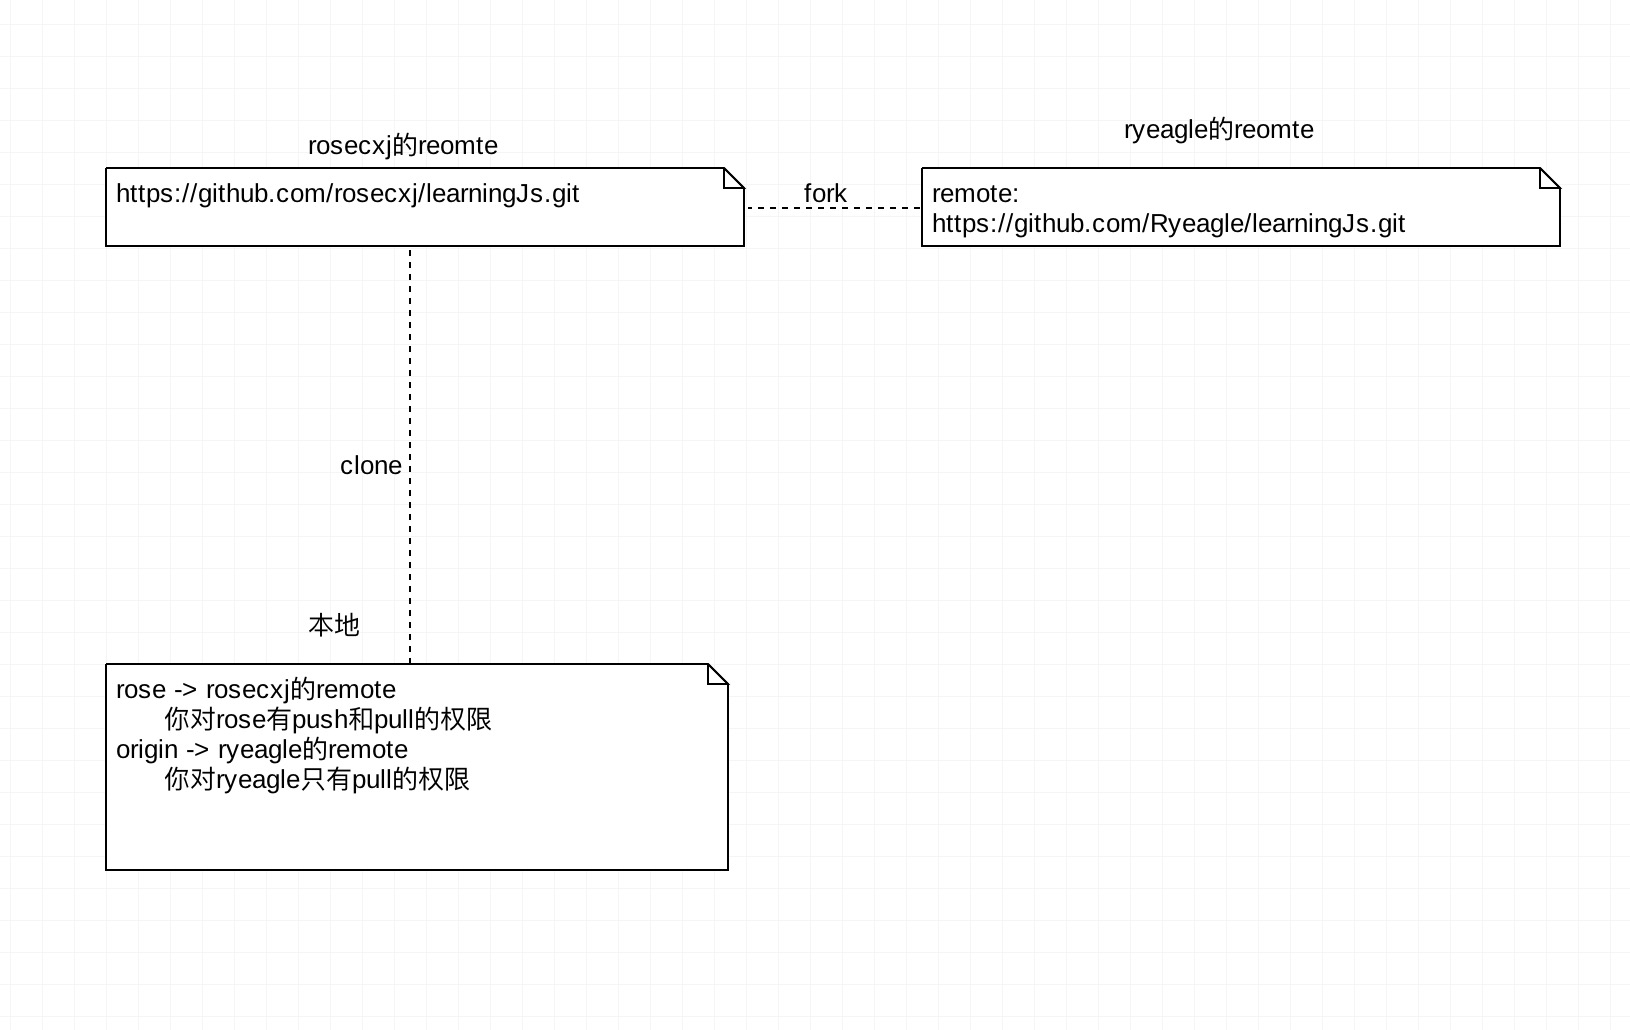 rosecxj的reomte
ryeagle的reomte
https://github.com/rosecxj/learningJs.git
fork
remote:
https://github.com/Ryeagle/learningJs.git
clone
本地
rose -> rosecxj的remote
你对rose有push和pull的权限
origin -> ryeagle的remote
你对ryeagle只有pull的权限